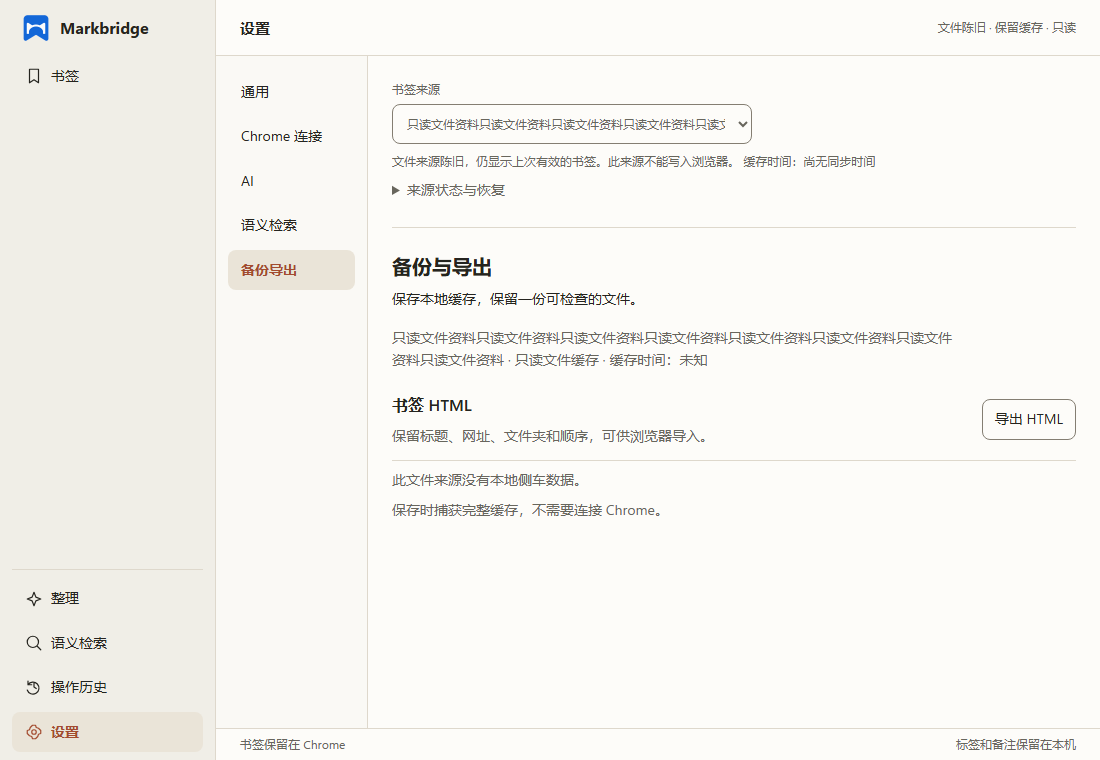 Markbridge
书签
整理
语义检索
操作历史
设置
设置
文件陈旧 · 保留缓存 · 只读
通用
Chrome 连接
AI
语义检索
备份导出
书签来源
只读文件资料只读文件资料只读文件资料只读文件资料只读文
文件来源陈旧，仍显示上次有效的书签。此来源不能写入浏览器。 缓存时间：尚无同步时间
来源状态与恢复
备份与导出
保存本地缓存，保留一份可检查的文件。
只读文件资料只读文件资料只读文件资料只读文件资料只读文件资料只读文件资料只读文件
资料只读文件资料 · 只读文件缓存 · 缓存时间：未知
书签 HTML
保留标题、网址、文件夹和顺序，可供浏览器导入。
导出 HTML
此文件来源没有本地侧车数据。
保存时捕获完整缓存，不需要连接 Chrome。
书签保留在 Chrome
标签和备注保留在本机